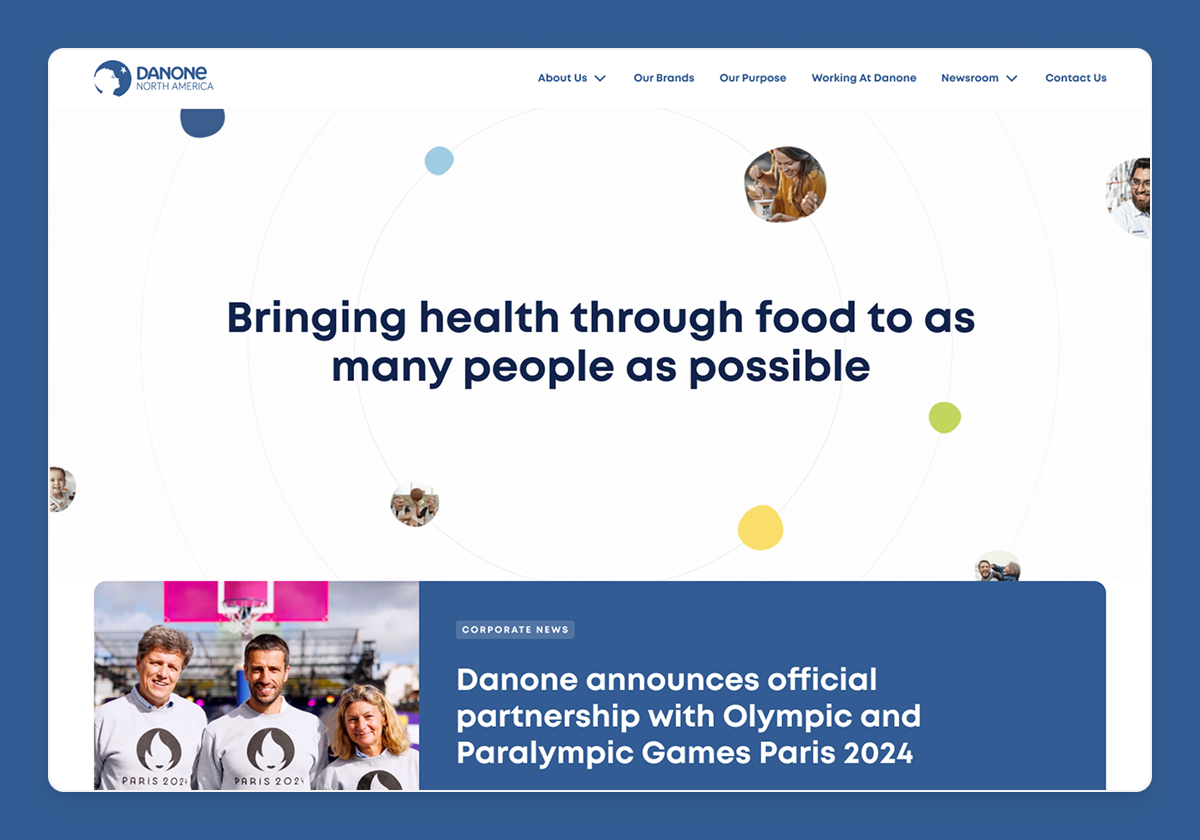 DANONE
NORTH AMERICA
About Us
Our Brands
Our Purpose
Working At Danone
Newsroom
Contact Us
Bringing health through food to as
many people as possible
CORPORATE NEWS
Danone announces official
partnership with Olympic and
Paralympic Games Paris 2024
PARIS 2024
PARIS 2024